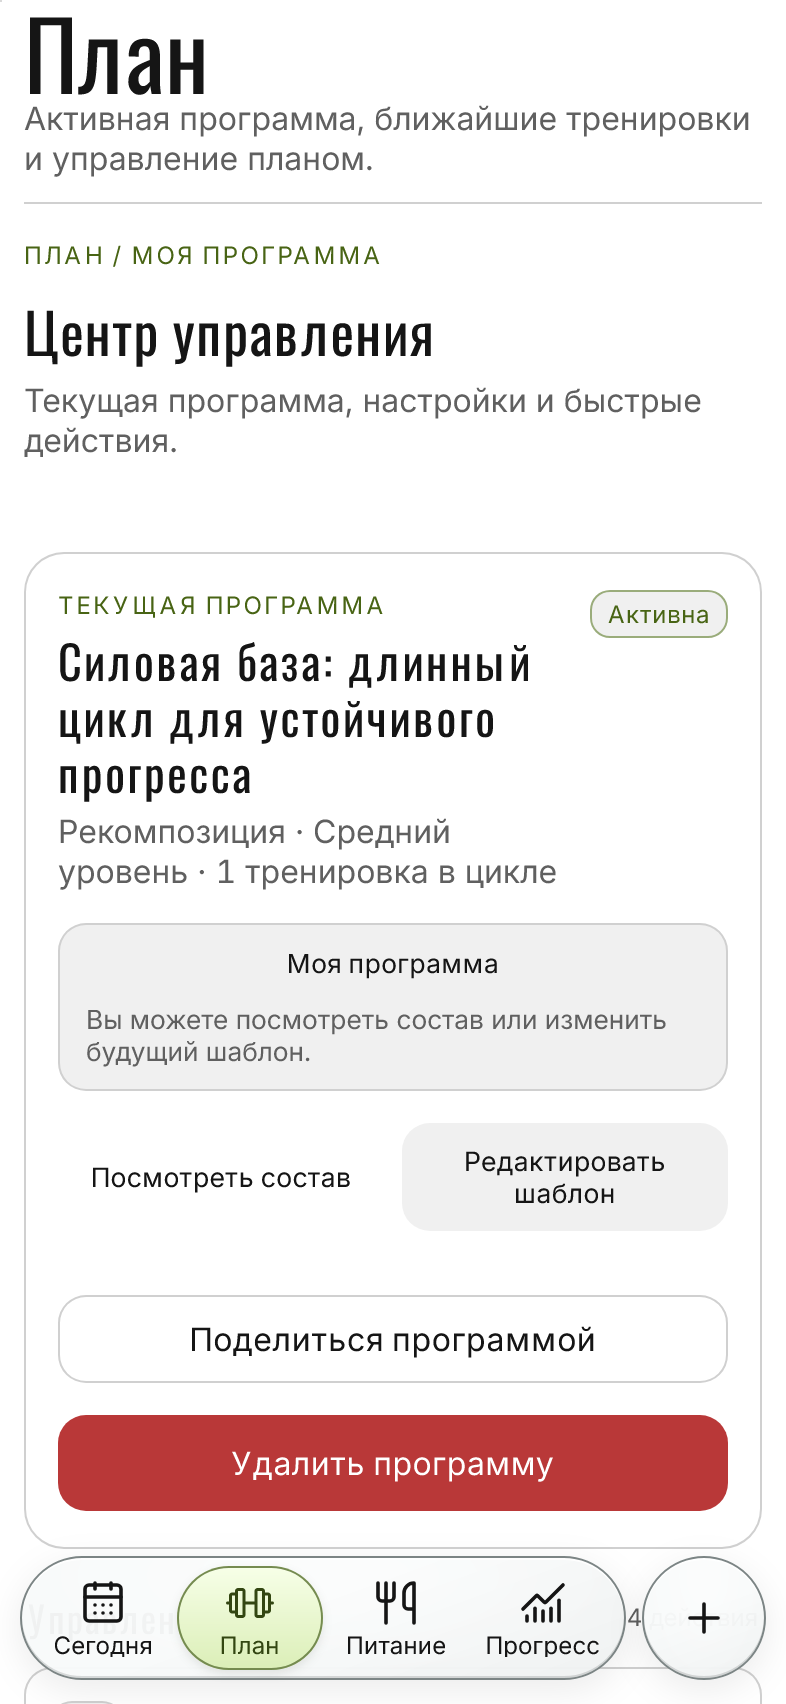 План
Активная программа, ближайшие тренировки
и управление планом.
ПЛАН / МОЯ ПРОГРАММА
Центр управления
Текущая программа, настройки и быстрые
действия.
ТЕКУЩАЯ ПРОГРАММА
Активна
Силовая база: длинный
цикл для устойчивого
прогресса
Рекомпозиция · Средний
уровень · 1 тренировка в цикле
Моя программа
Вы можете посмотреть состав или изменить
будущий шаблон.
Посмотреть состав
Редактировать
шаблон
Поделиться программой
Удалить программу
4
Сегодня
План
Питание
Прогресс